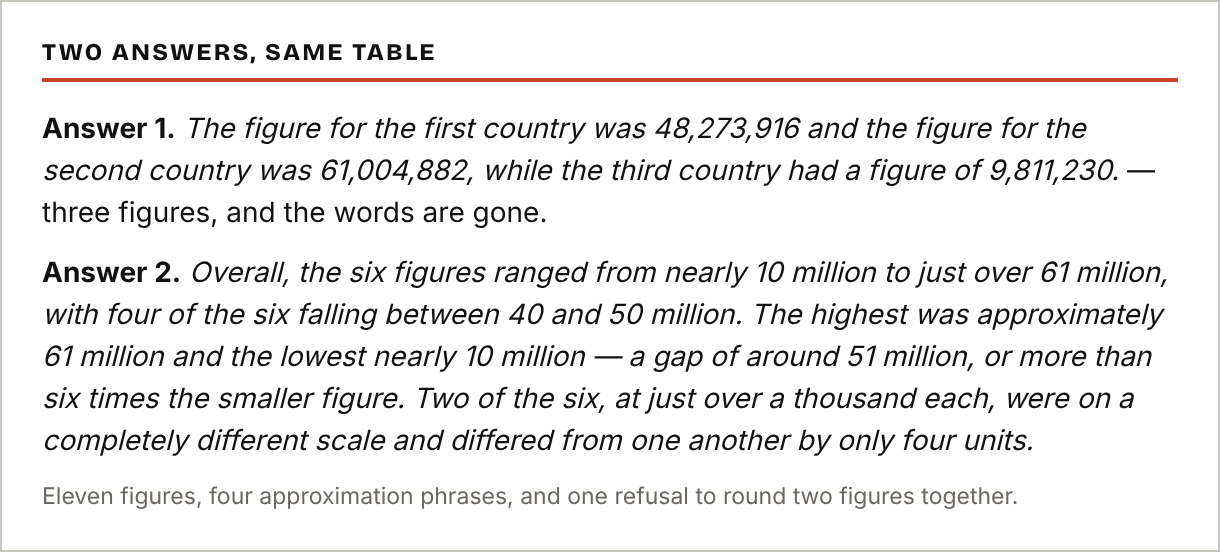 TWO ANSWERS, SAME TABLE
Answer 1. The figure for the first country was 48,273,916 and the figure for the
second country was 61,004,882, while the third country had a figure of 9,811,230. —
three figures, and the words are gone.
Answer 2. Overall, the six figures ranged from nearly 10 million to just over 61 million,
with four of the six falling between 40 and 50 million. The highest was approximately
61 million and the lowest nearly 10 million — a gap of around 51 million, or more than
six times the smaller figure. Two of the six, at just over a thousand each, were on a
completely different scale and differed from one another by only four units.
Eleven figures, four approximation phrases, and one refusal to round two figures together.